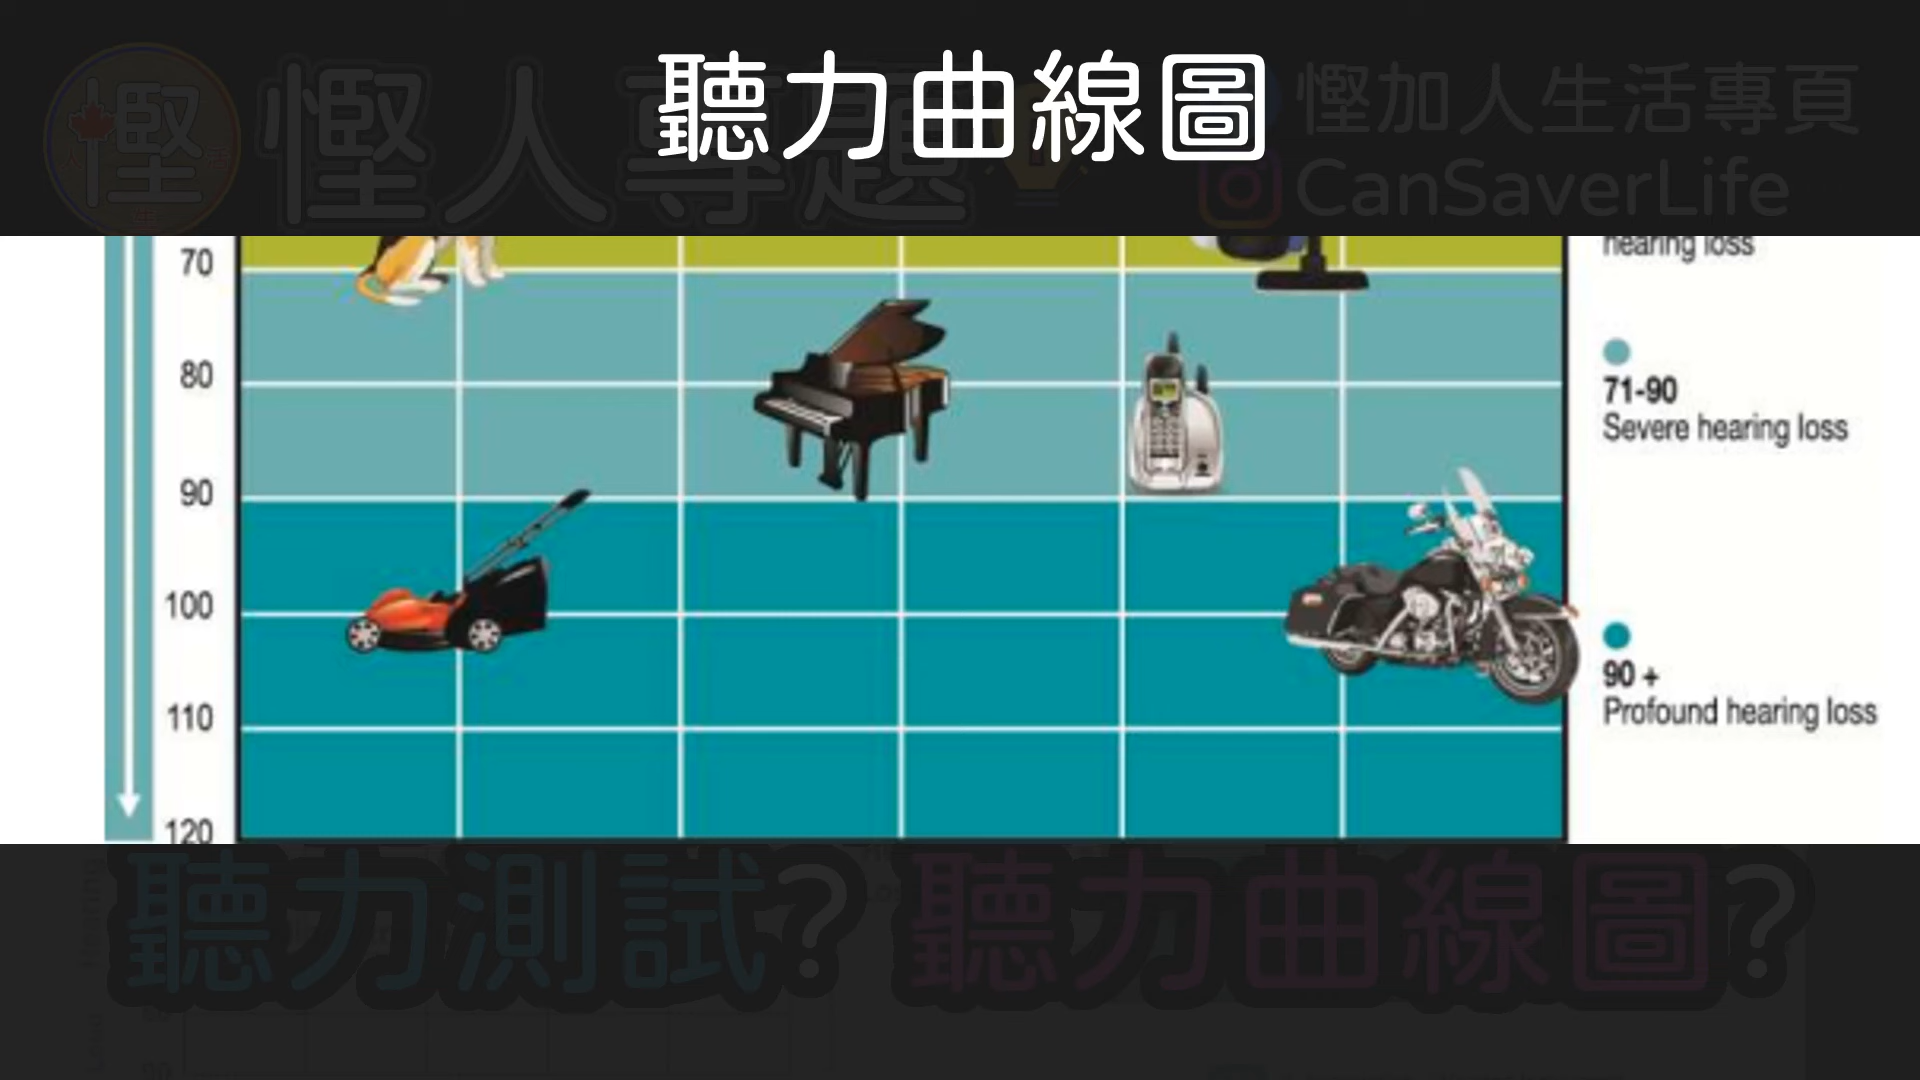 聽力曲線圖
慳人專題
慳加人生活專頁
CanSaverLife
70
80
90
100
110
120
hearing loss
71-90
Severe hearing loss
90 +
Profound hearing loss
聽力測試? 聽力曲線圖?